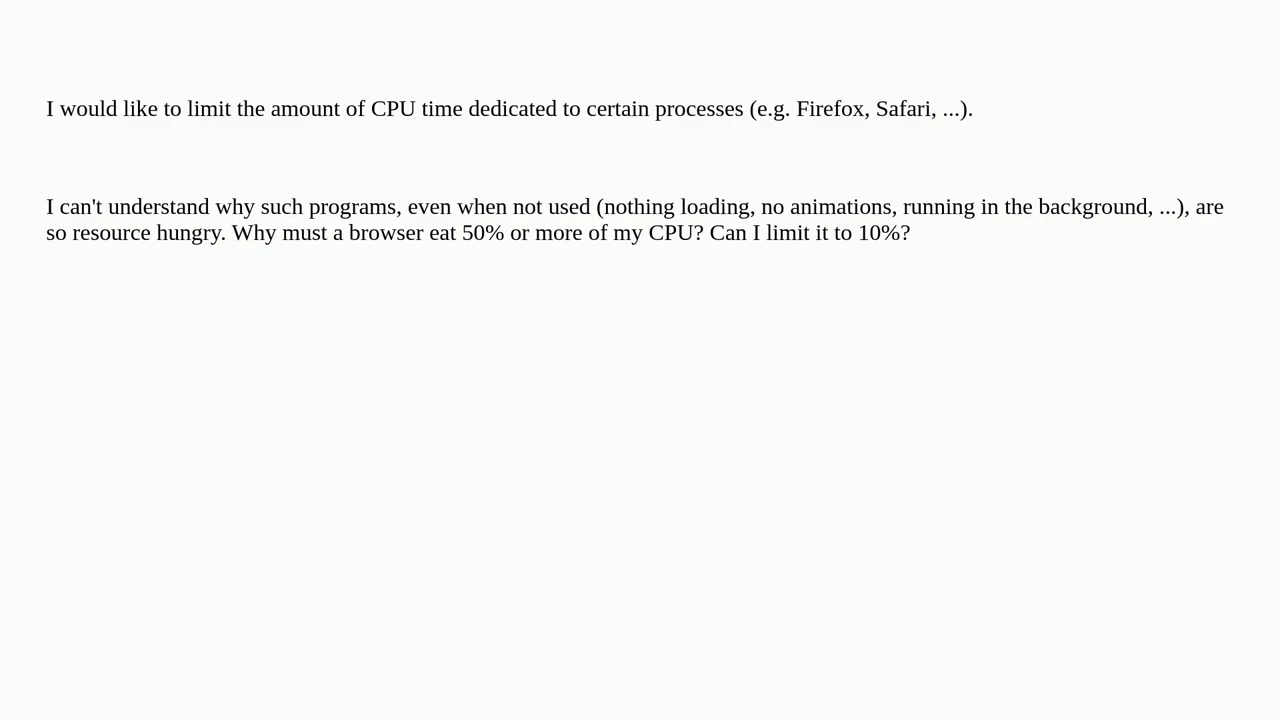 I would like to limit the amount of CPU time dedicated to certain processes (e.g. Firefox, Safari, ...).
I can't understand why such programs, even when not used (nothing loading, no animations, running in the background, ...), are
so resource hungry. Why must a browser eat 50% or more of my CPU? Can I limit it to 10%?